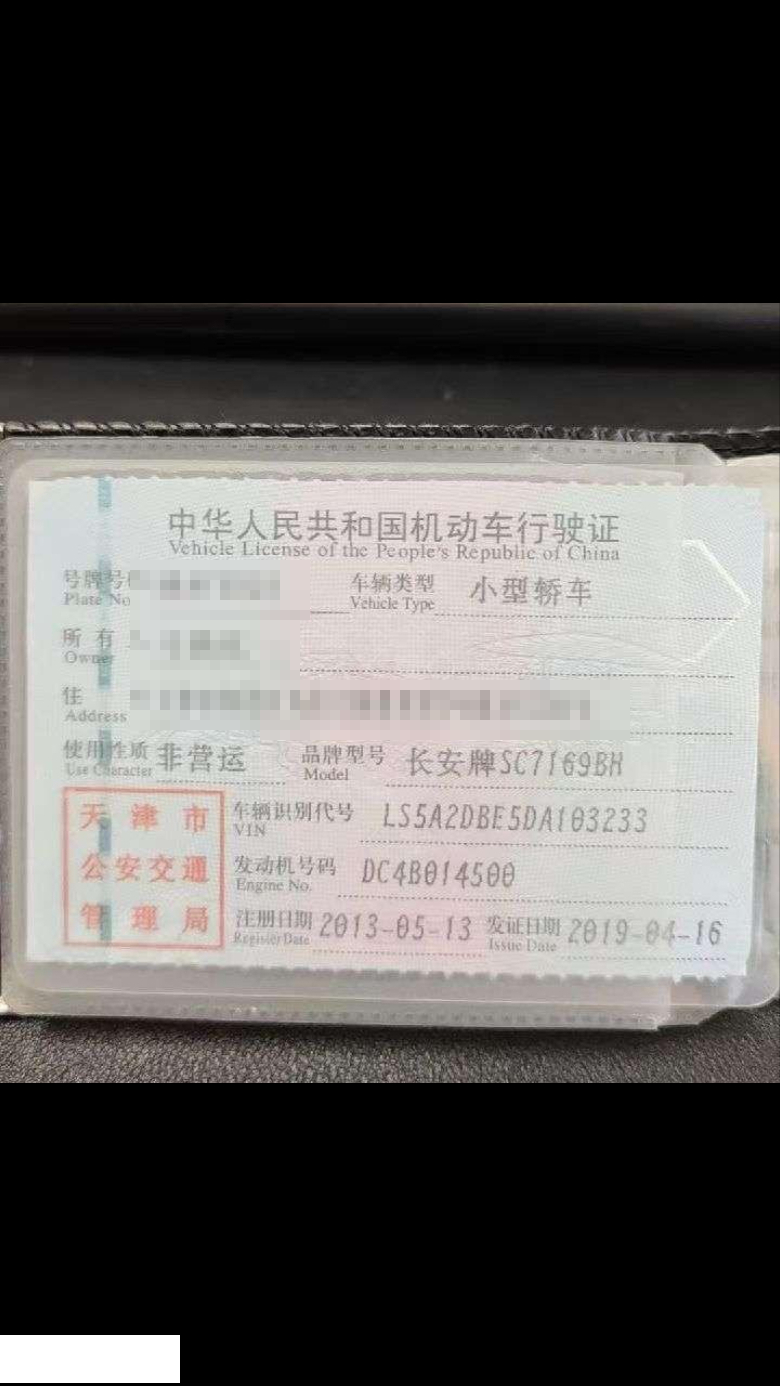 中华人民共和国机动车行驶证
Vehicle License of the People's Republic of China
号牌号 车辆类型 小型轿车
Plate No. Vehicle Type
所有
Owner
住
Address
使用性质 非营运 品牌型号 长安牌SC7169BH
Use Character Model
天津市 车辆识别代号 LS5A2DBE5DA103233
VIN
公安交通 发动机号码 DC4B014500
Engine No.
管理局 注册日期 2013-05-13 发证日期 2019-04-16
Register Date Issue Date